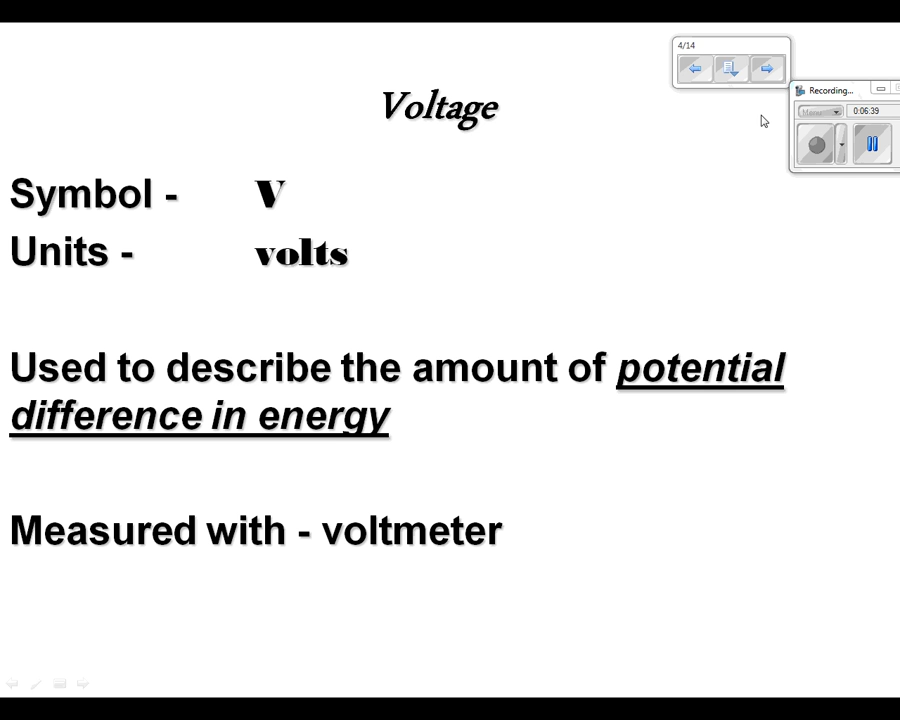 4/14
Recording...
Menu
0:06:39
Voltage
Symbol - V
Units - volts
Used to describe the amount of potential
difference in energy
Measured with - voltmeter